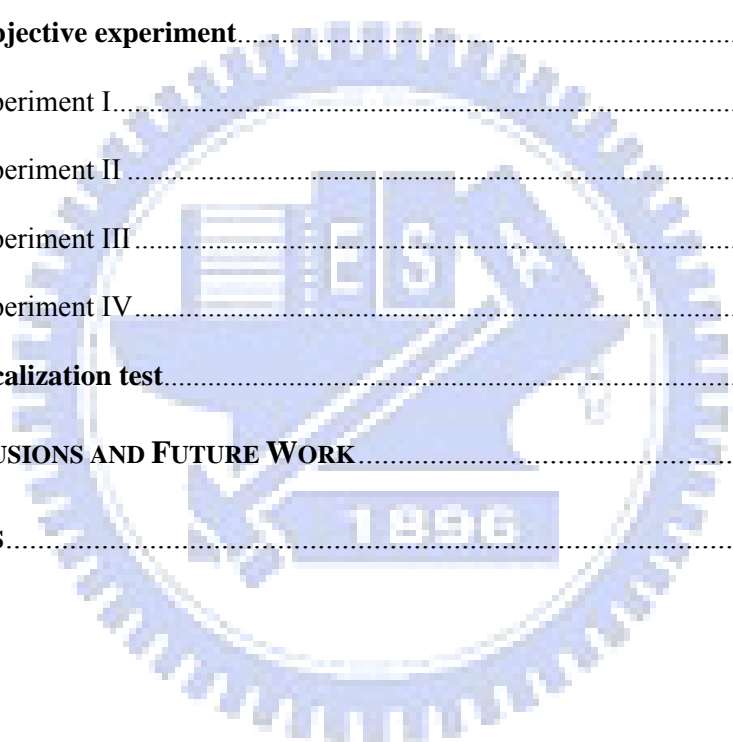 bjective experiment
periment I
periment II
periment III
periment IV
calization test
USIONS AND FUTURE WORK
S
E S A
1896